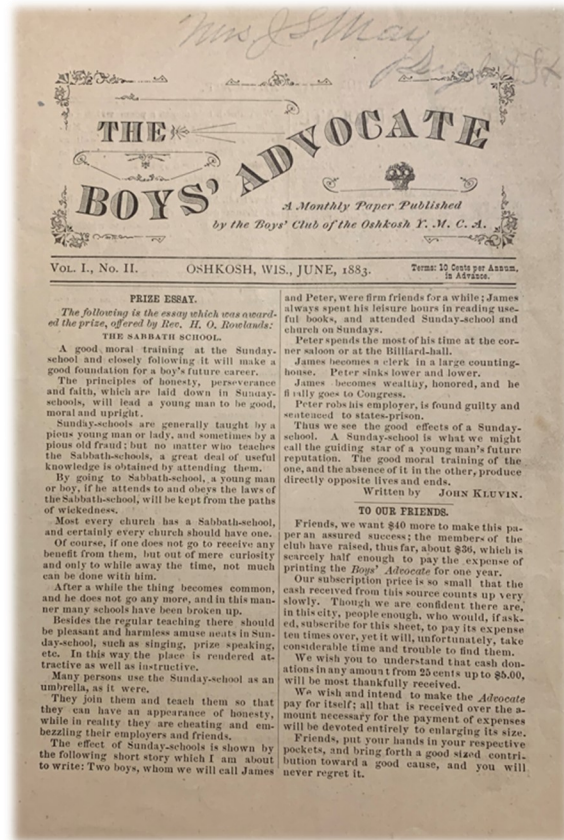 Mrs J S May
THE
BOYS' ADVOCATE
A Monthly Paper Published
by the Boys' Club of the Oshkosh Y. M. C. A.
VOL. I., No. II.
OSHKOSH, WIS., JUNE, 1883.
Terms: 10 Cents per Annum,
in Advance.
PRIZE ESSAY.
The following is the essay which was award-
ed the prize, offered by Rev. H. O. Rowlands:
THE SABBATH SCHOOL.
A good moral training at the Sunday-
school and closely following it will make a
good foundation for a boy's future career.
The principles of honesty, perseverance
and faith, which are laid down in Sunday-
schools, will lead a young man to be good,
moral and upright.
Sunday-schools are generally taught by a
pious young man or lady, and sometimes by a
pious old fraud; but no matter who teaches
the Sabbath-schools, a great deal of useful
knowledge is obtained by attending them.
By going to Sabbath-school, a young man
or boy, if he attends to and obeys the laws of
the Sabbath-school, will be kept from the paths
of wickedness.
Most every church has a Sabbath-school,
and certainly every church should have one.
Of course, if one does not go to receive any
benefit from them, but out of mere curiosity
and only to while away the time, not much
can be done with him.
After a while the thing becomes common,
and he does not go any more, and in this man-
ner many schools have been broken up.
Besides the regular teaching there should
be pleasant and harmless amuse nents in Sun-
day-school, such as singing, prize speaking,
etc. In this way the place is rendered at-
tractive as well as instructive.
Many persons use the Sunday-school as an
umbrella, as it were.
They join them and teach them so that
they can have an appearance of honesty,
while in reality they are cheating and em-
bezzling their employers and friends.
The effect of Sunday-schools is shown by
the following short story which I am about
to write: Two boys, whom we will call James
and Peter, were firm friends for a while; James
always spent his leisure hours in reading use-
ful books, and attended Sunday-school and
church on Sundays.
Peter spends the most of his time at the cor-
ner saloon or at the Billiard-hall.
James becomes a clerk in a large counting-
house. Peter sinks lower and lower.
James becomes wealthy, honored, and he
finally goes to Congress.
Peter robs his employer, is found guilty and
sentenced to states-prison.
Thus we see the good effects of a Sunday-
school. A Sunday-school is what we might
call the guiding star of a young man's future
reputation. The good moral training of the
one, and the absence of it in the other, produce
directly opposite lives and ends.
Written by JOHN KLUVIN.
TO OUR FRIENDS.
Friends, we want $40 more to make this pa-
per an assured success; the members of the
club have raised, thus far, about $36, which is
scarcely half enough to pay the expense of
printing the Boys' Advocate for one year.
Our subscription price is so small that the
cash received from this source counts up very
slowly. Though we are confident there are,
in this city, people enough, who would, if ask-
ed, subscribe for this sheet, to pay its expense
ten times over, yet it will, unfortunately, take
considerable time and trouble to find them.
We wish you to understand that cash don-
ations in any amount from 25 cents up to $5.00,
will be most thankfully received.
We wish and intend to make the Advocate
pay for itself; all that is received over the a-
mount necessary for the payment of expenses
will be devoted entirely to enlarging its size.
Friends, put your hands in your respective
pockets, and bring forth a good sized contri-
bution toward a good cause, and you will
never regret it.